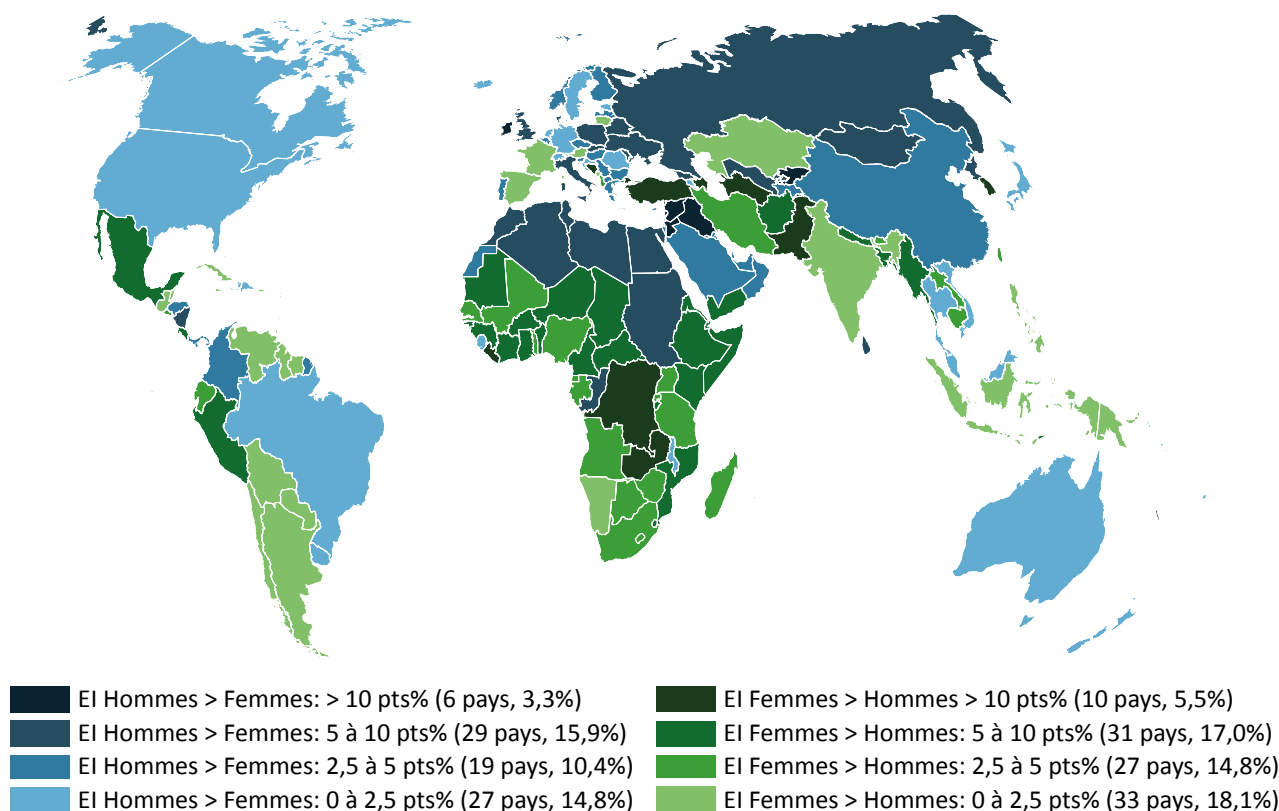 EI Hommes > Femmes: > 10 pts% (6 pays, 3,3%)
EI Hommes > Femmes: 5 à 10 pts% (29 pays, 15,9%)
EI Hommes > Femmes: 2,5 à 5 pts% (19 pays, 10,4%)
EI Hommes > Femmes: 0 à 2,5 pts% (27 pays, 14,8%)
EI Femmes > Hommes > 10 pts% (10 pays, 5,5%)
EI Femmes > Hommes: 5 à 10 pts% (31 pays, 17,0%)
EI Femmes > Hommes: 2,5 à 5 pts% (27 pays, 14,8%)
EI Femmes > Hommes: 0 à 2,5 pts% (33 pays, 18,1%)